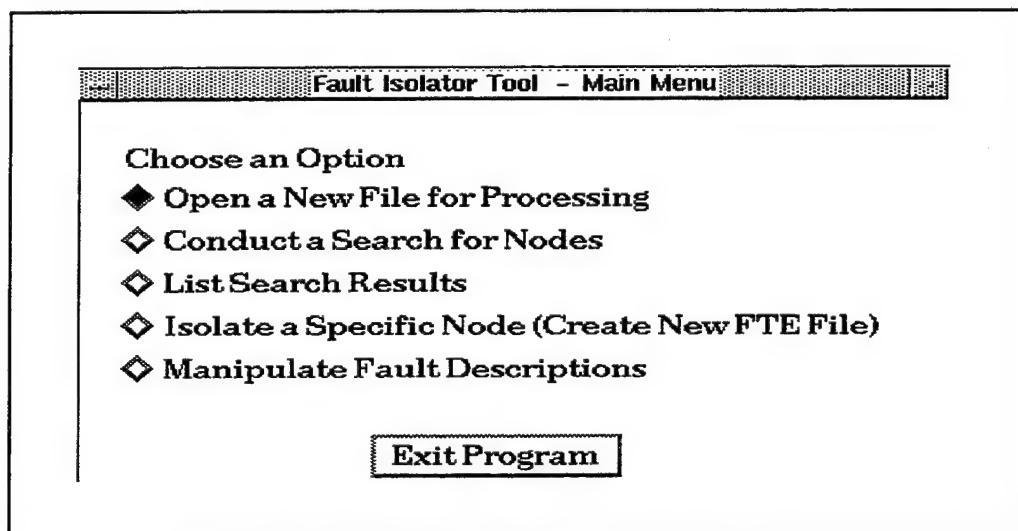 Fault Isolator Tool - Main Menu
Choose an Option
Open a New File for Processing
Conduct a Search for Nodes
List Search Results
Isolate a Specific Node (Create New FTE File)
Manipulate Fault Descriptions
Exit Program